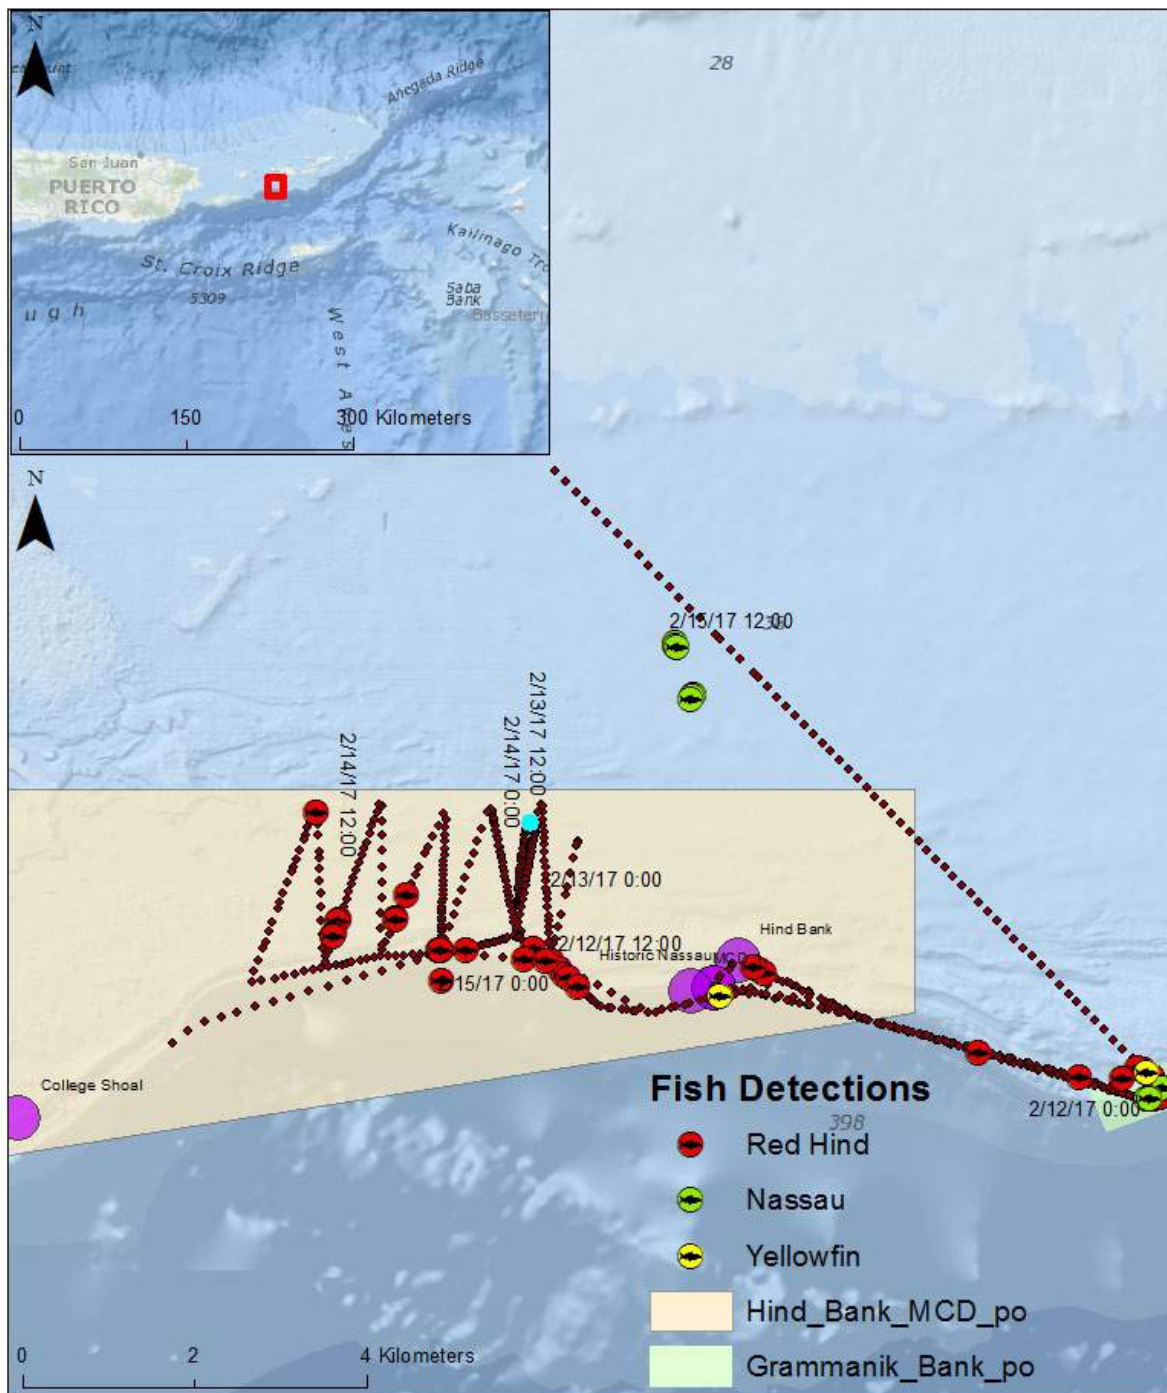 N
Anegada Ridge
San Juan
PUERTO
RICO
Kalinago Tro
St. Croix Ridge
5309
Saba
Bank
Basseterre
ugh
West Aves
0 150 300 Kilometers
28
N
2/15/17 12:00
2/13/17 12:00
2/14/17 0:00
2/14/17 12:00
2/13/17 0:00
2/12/17 12:00
Hind Bank
Historic Nassau
MCD
15/17 0:00
College Shoal
2/12/17 0:00
398
Fish Detections
Red Hind
Nassau
Yellowfin
Hind_Bank_MCD_po
Grammanik_Bank_po
0 2 4 Kilometers